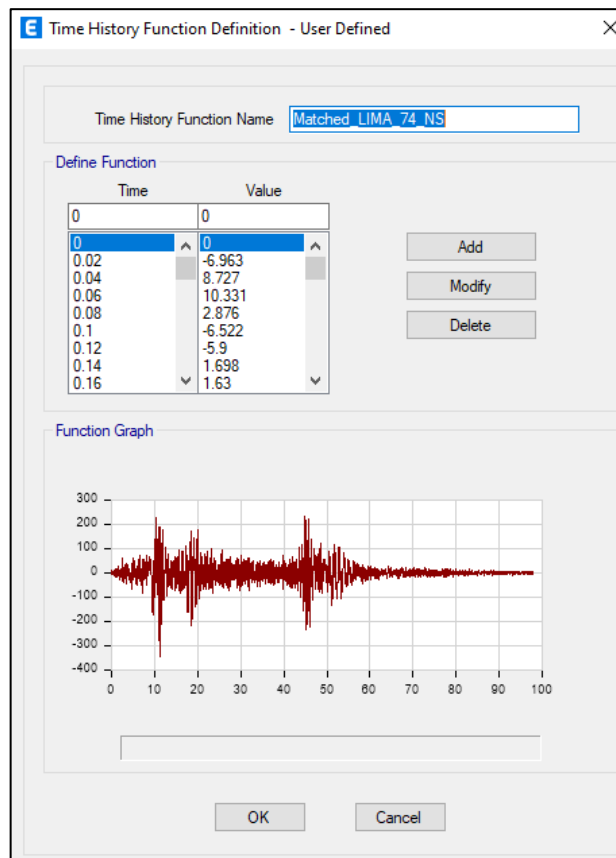 E Time History Function Definition - User Defined
Time History Function Name Matched_LIMA_74_NS
Define Function
Time Value
0 0
0 0
0.02 -6.963
0.04 8.727
0.06 10.331
0.08 2.876
0.1 -6.522
0.12 -5.9
0.14 1.698
0.16 1.63
Add
Modify
Delete
Function Graph
300
200
100
0
-100
-200
-300
-400
0 10 20 30 40 50 60 70 80 90 100
OK Cancel